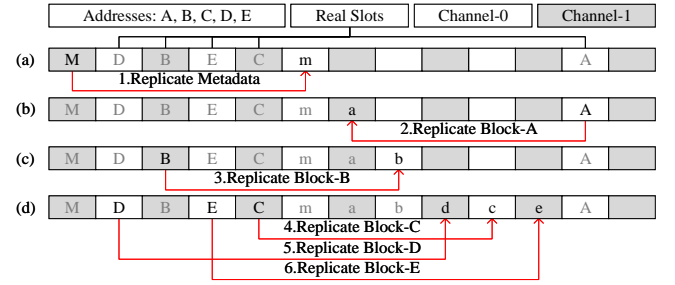 Addresses: A, B, C, D, E Real Slots Channel-0 Channel-1
(a) M D B E C m A
1.Replicate Metadata
(b) M D B E C m a A
2.Replicate Block-A
(c) M D B E C m a b A
3.Replicate Block-B
(d) M D B E C m a b d c e A
4.Replicate Block-C
5.Replicate Block-D
6.Replicate Block-E